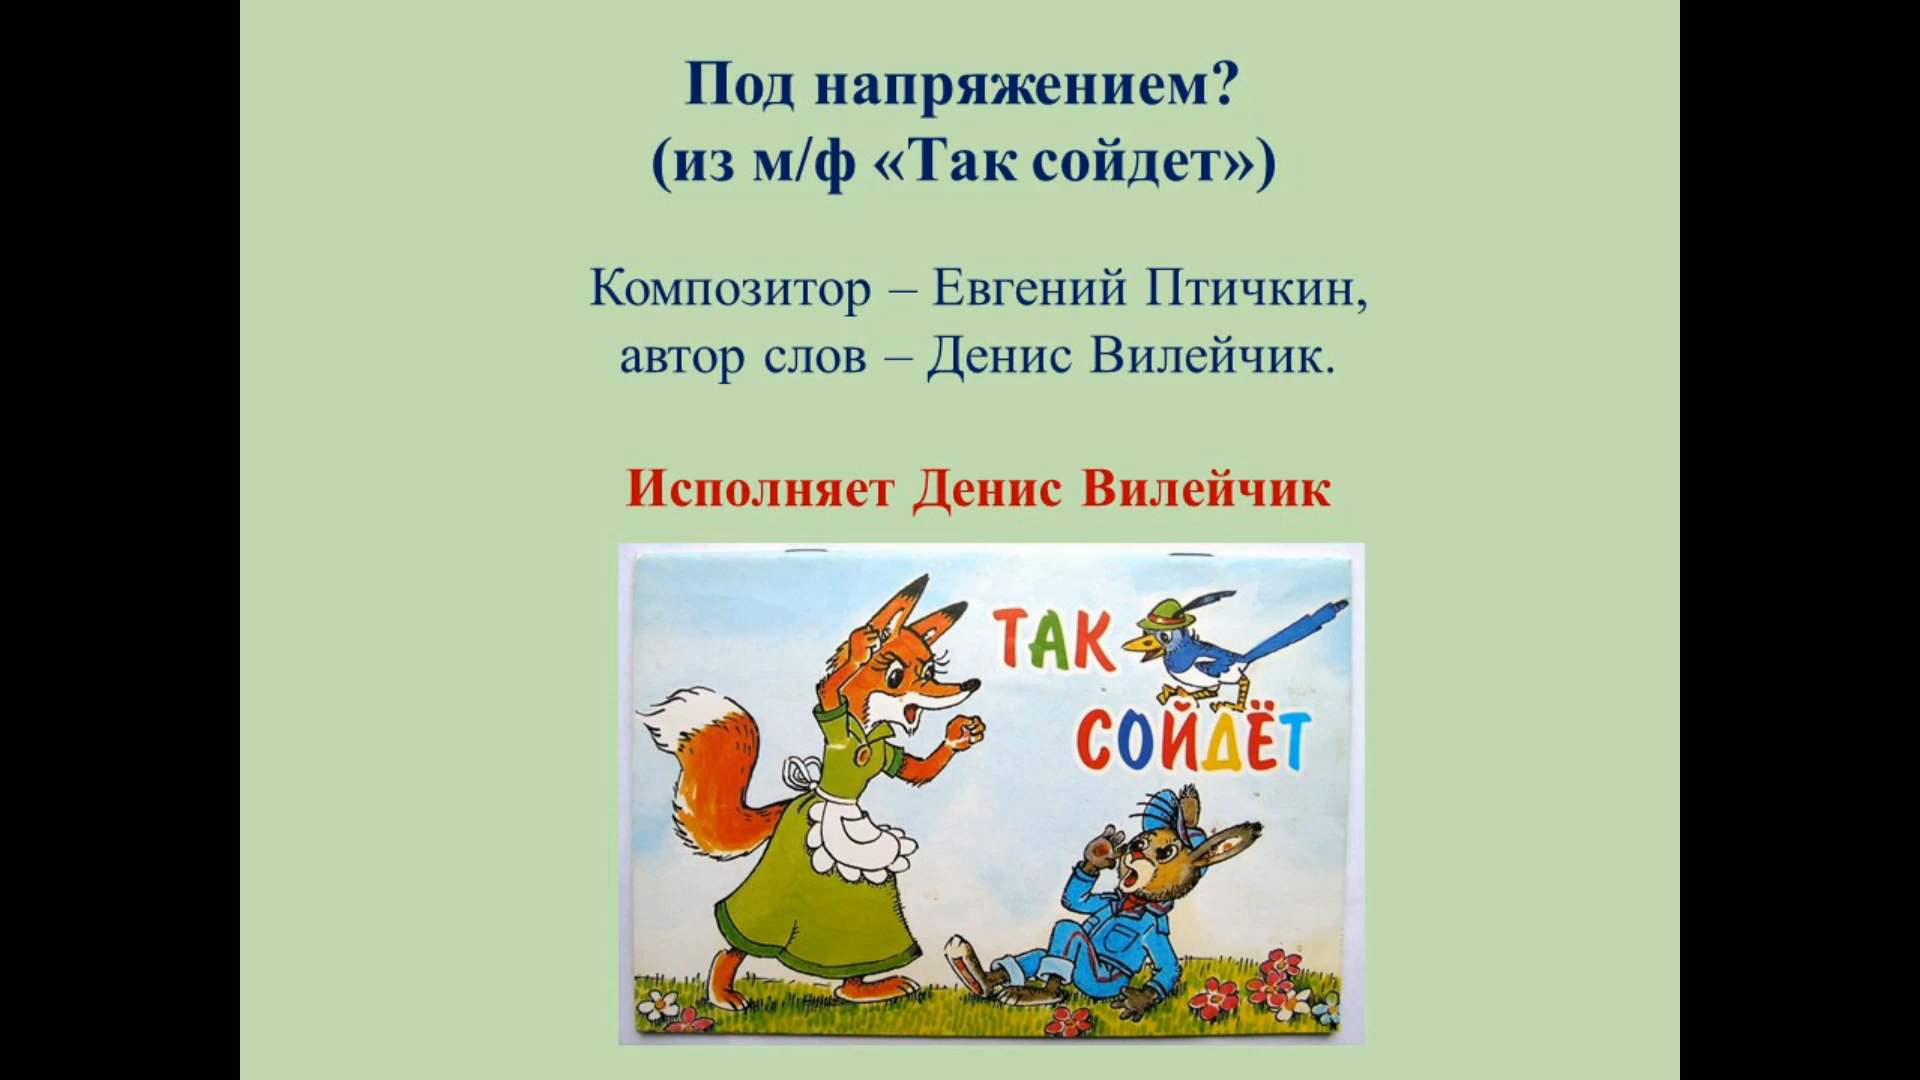 Под напряжением?
(из м/ф «Так сойдет»)
Композитор – Евгений Птичкин,
автор слов – Денис Вилейчик.
Исполняет Денис Вилейчик
ТАК
СОЙДЁТ